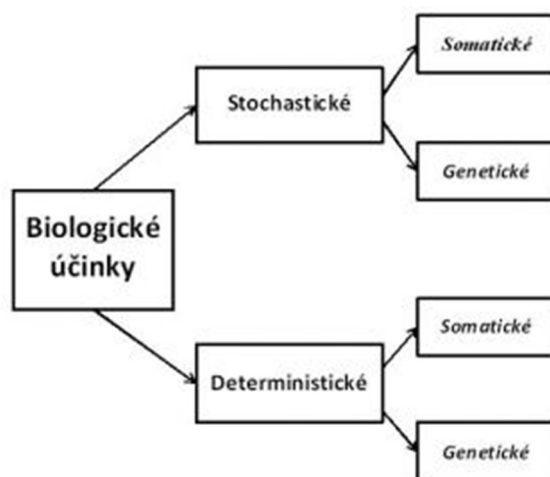 Somatické
Stochastické
Genetické
Biologické
účinky
Somatické
Deterministické
Genetické